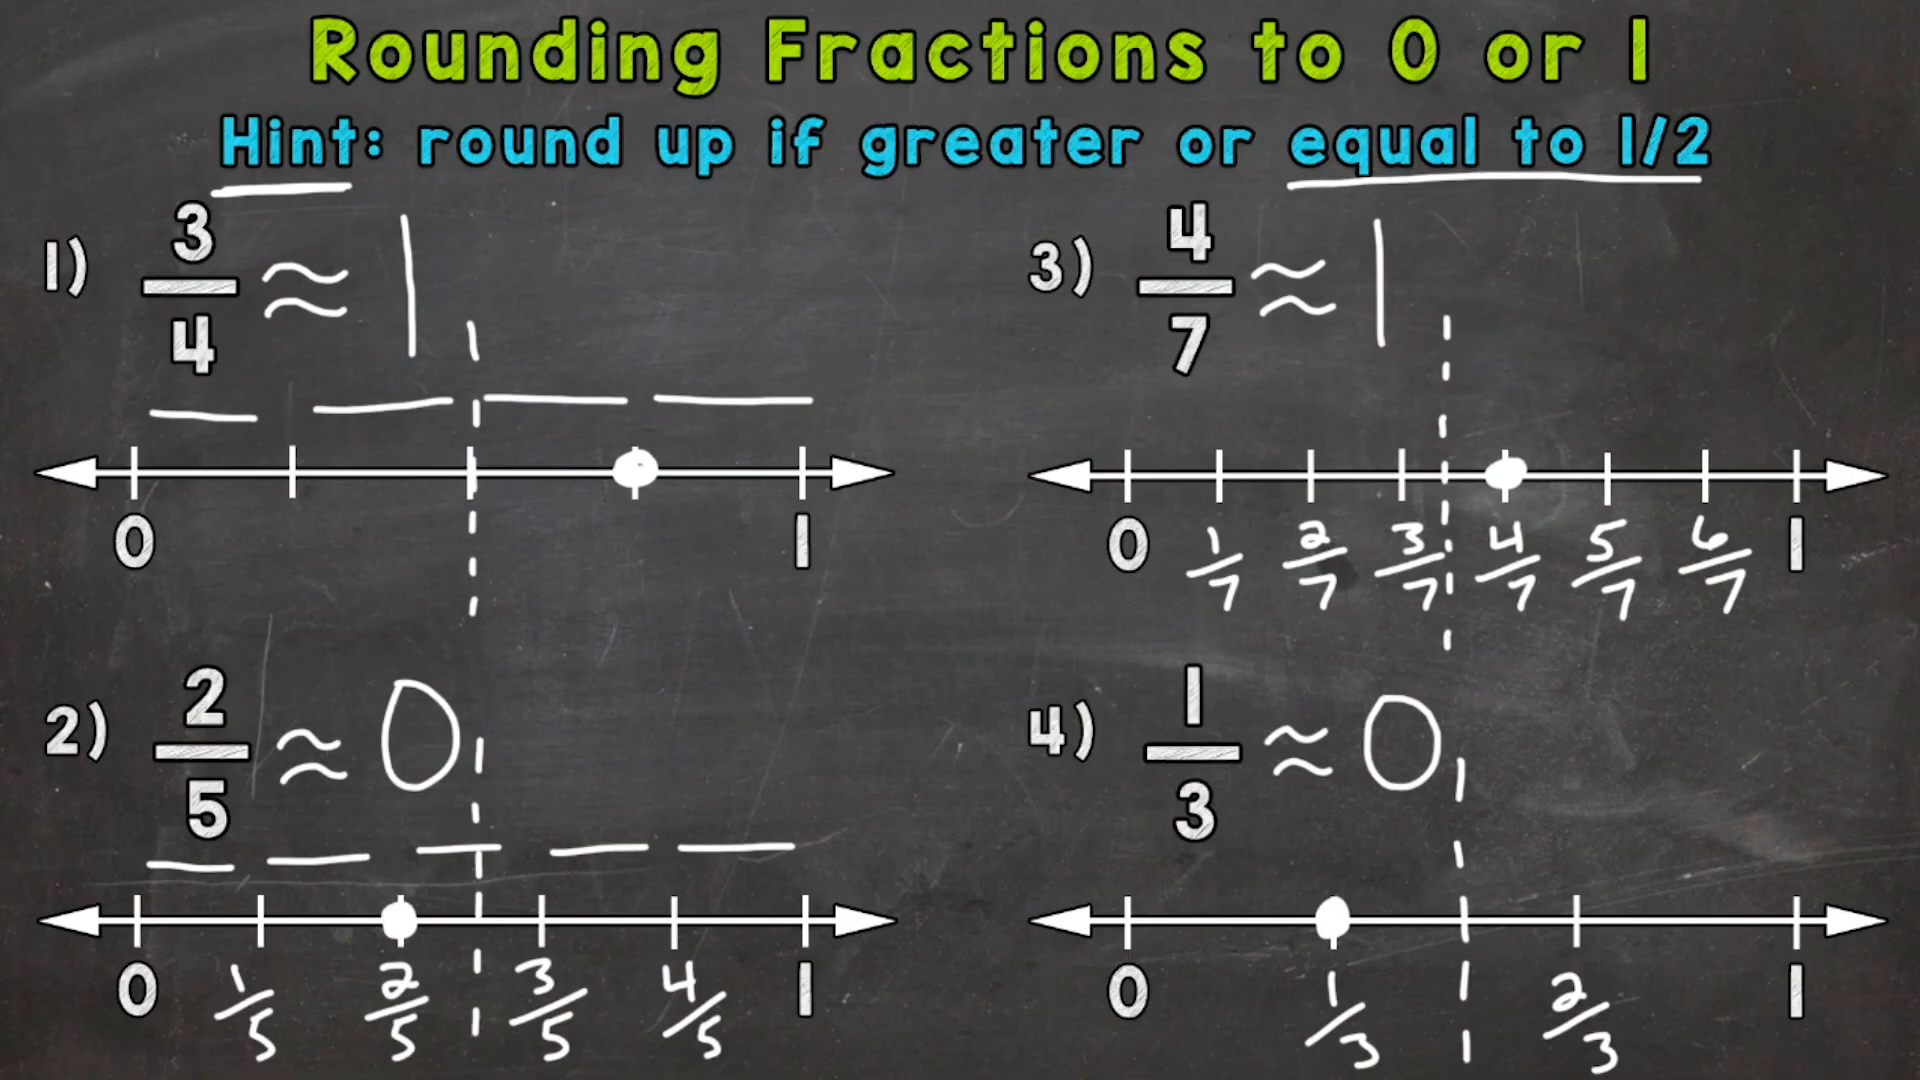 Rounding Fractions to 0 or 1
Hint: round up if greater or equal to 1/2
1) 3/4 ≈ 1
0 1
2) 2/5 ≈ 0
0 1/5 2/5 3/5 4/5 1
3) 4/7 ≈ 1
0 1/7 2/7 3/7 4/7 5/7 6/7 1
4) 1/3 ≈ 0
0 1/3 2/3 1